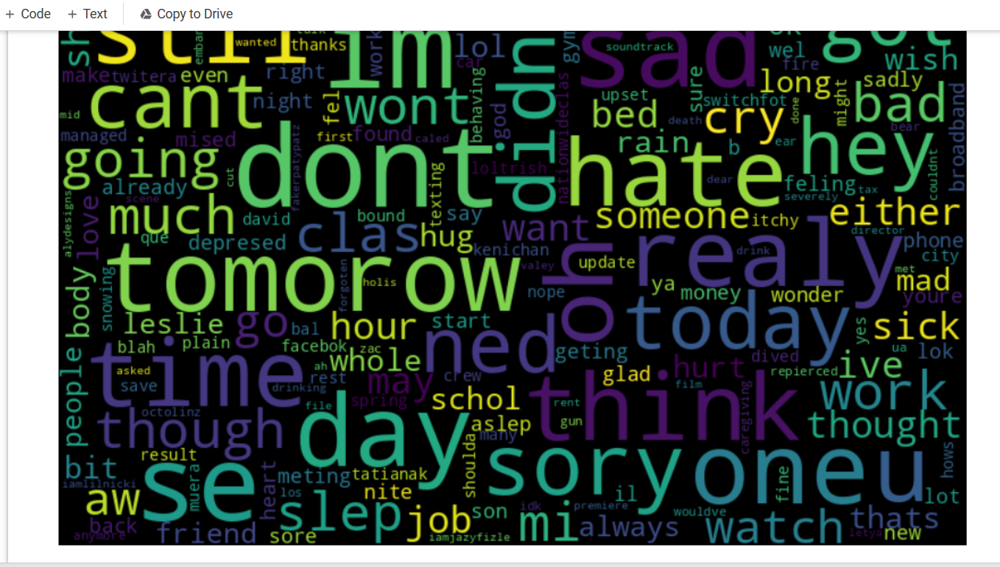 + Code + Text Copy to Drive
sh still wanted thanks im work lol car gym sad soundtrack ok wel fire got wish
make twitera even right didn sure long sadly
cant night fel wont behaving god upset switchfot done might bad broadband
mid bed death cry bear
managed mised first found caled nationwideclas rain b ear hey
going dont fakerpatypatz loltrish hate dear feling tax couldnt
already cut texting severely
alydesigns love scene much david bound say want someone itchy either
que depresed clas hug kenichan director phone
tomorow valey oh update realy drink city
body snowing forgoten holis nope ya money wonder met mad youre
leslie go bal hour start today yes sick
blah plain facebok zac ned geting ua lok
people time asked ah whole glad hurt dived repierced ive
save drinking rest may crew film work
octolinz file spring schol think rent caregiving
though day aslep gun thought
result many
bit se muera heart meting tatianak shoulda sory oneu fine hows
iamlilnicki los nite il lot
aw slep job son idk premiere wouldve
back friend sore iamjazyfizle mi always watch thats
anymore letya new